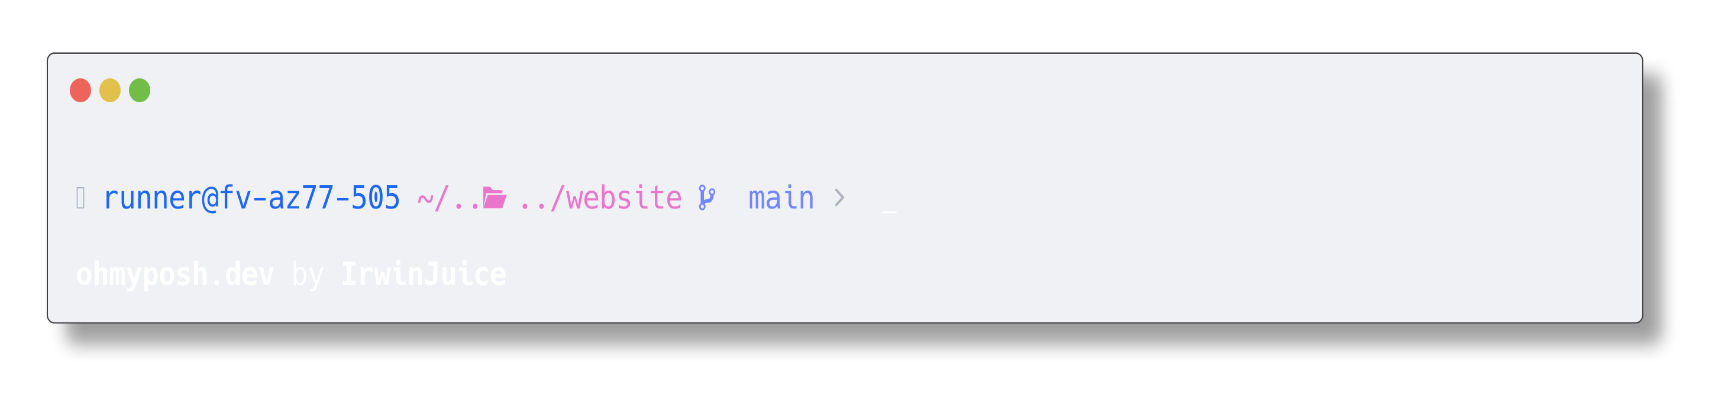 runner@fv-az77-505 ~/.. ../website main > _
ohmyposh.dev by IrwinJuice